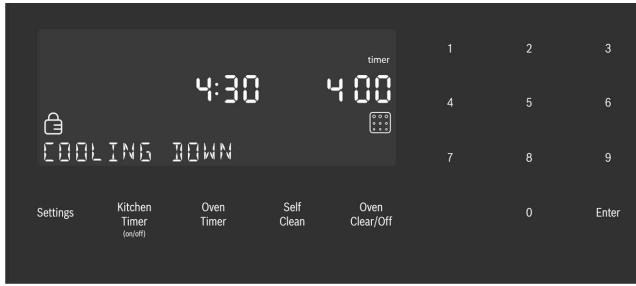 timer
4:30 4 00
COOLING DOWN
Settings
Kitchen
Timer
(on/off)
Oven
Timer
Self
Clean
Oven
Clear/Off
1 2 3
4 5 6
7 8 9
0 Enter